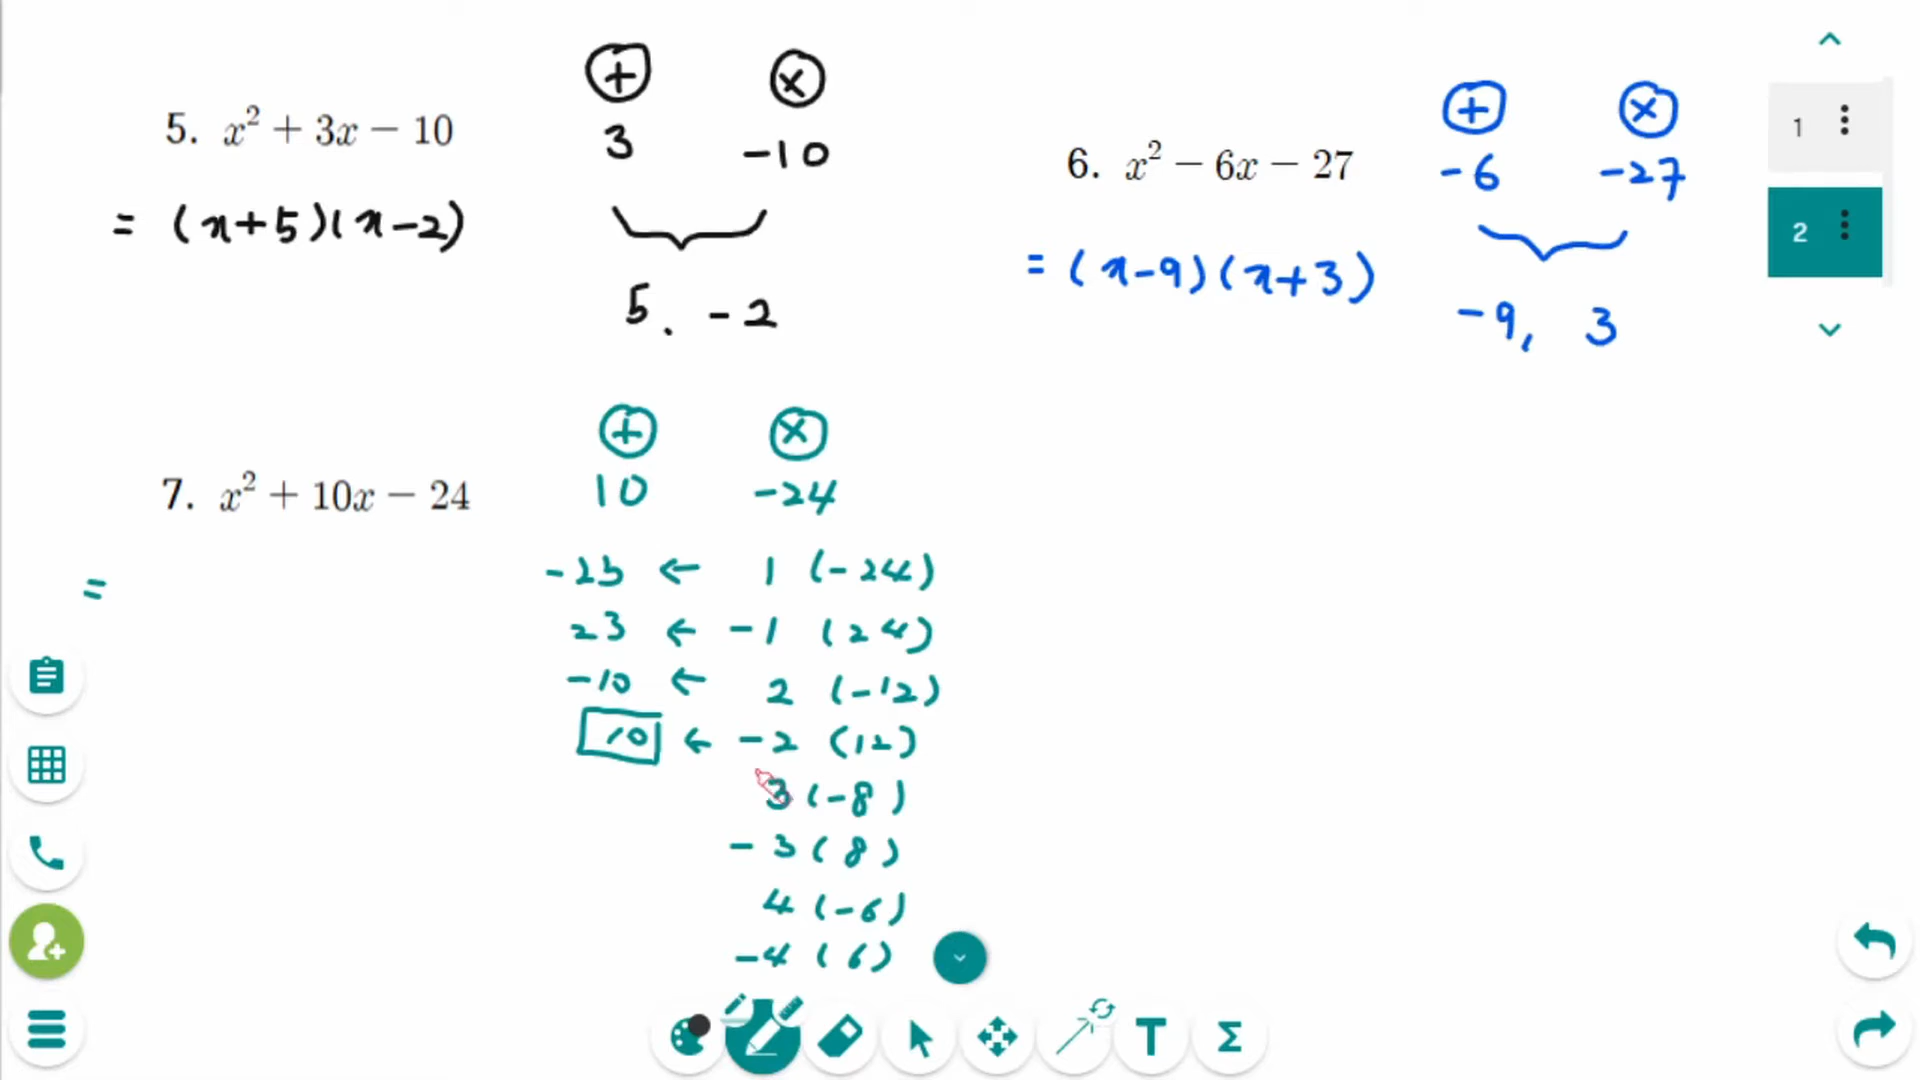 5. x² + 3x − 10
= (x+5)(x−2)
⊕ ⊗
3 −10
5, −2
6. x² − 6x − 27
= (x−9)(x+3)
⊕ ⊗
−6 −27
−9, 3
7. x² + 10x − 24
=
⊕ ⊗
10 −24
−23 ← 1 (−24)
23 ← −1 (24)
−10 ← 2 (−12)
10 ← −2 (12)
3 (−8)
−3 (8)
4 (−6)
−4 (6)
1
2
T Σ